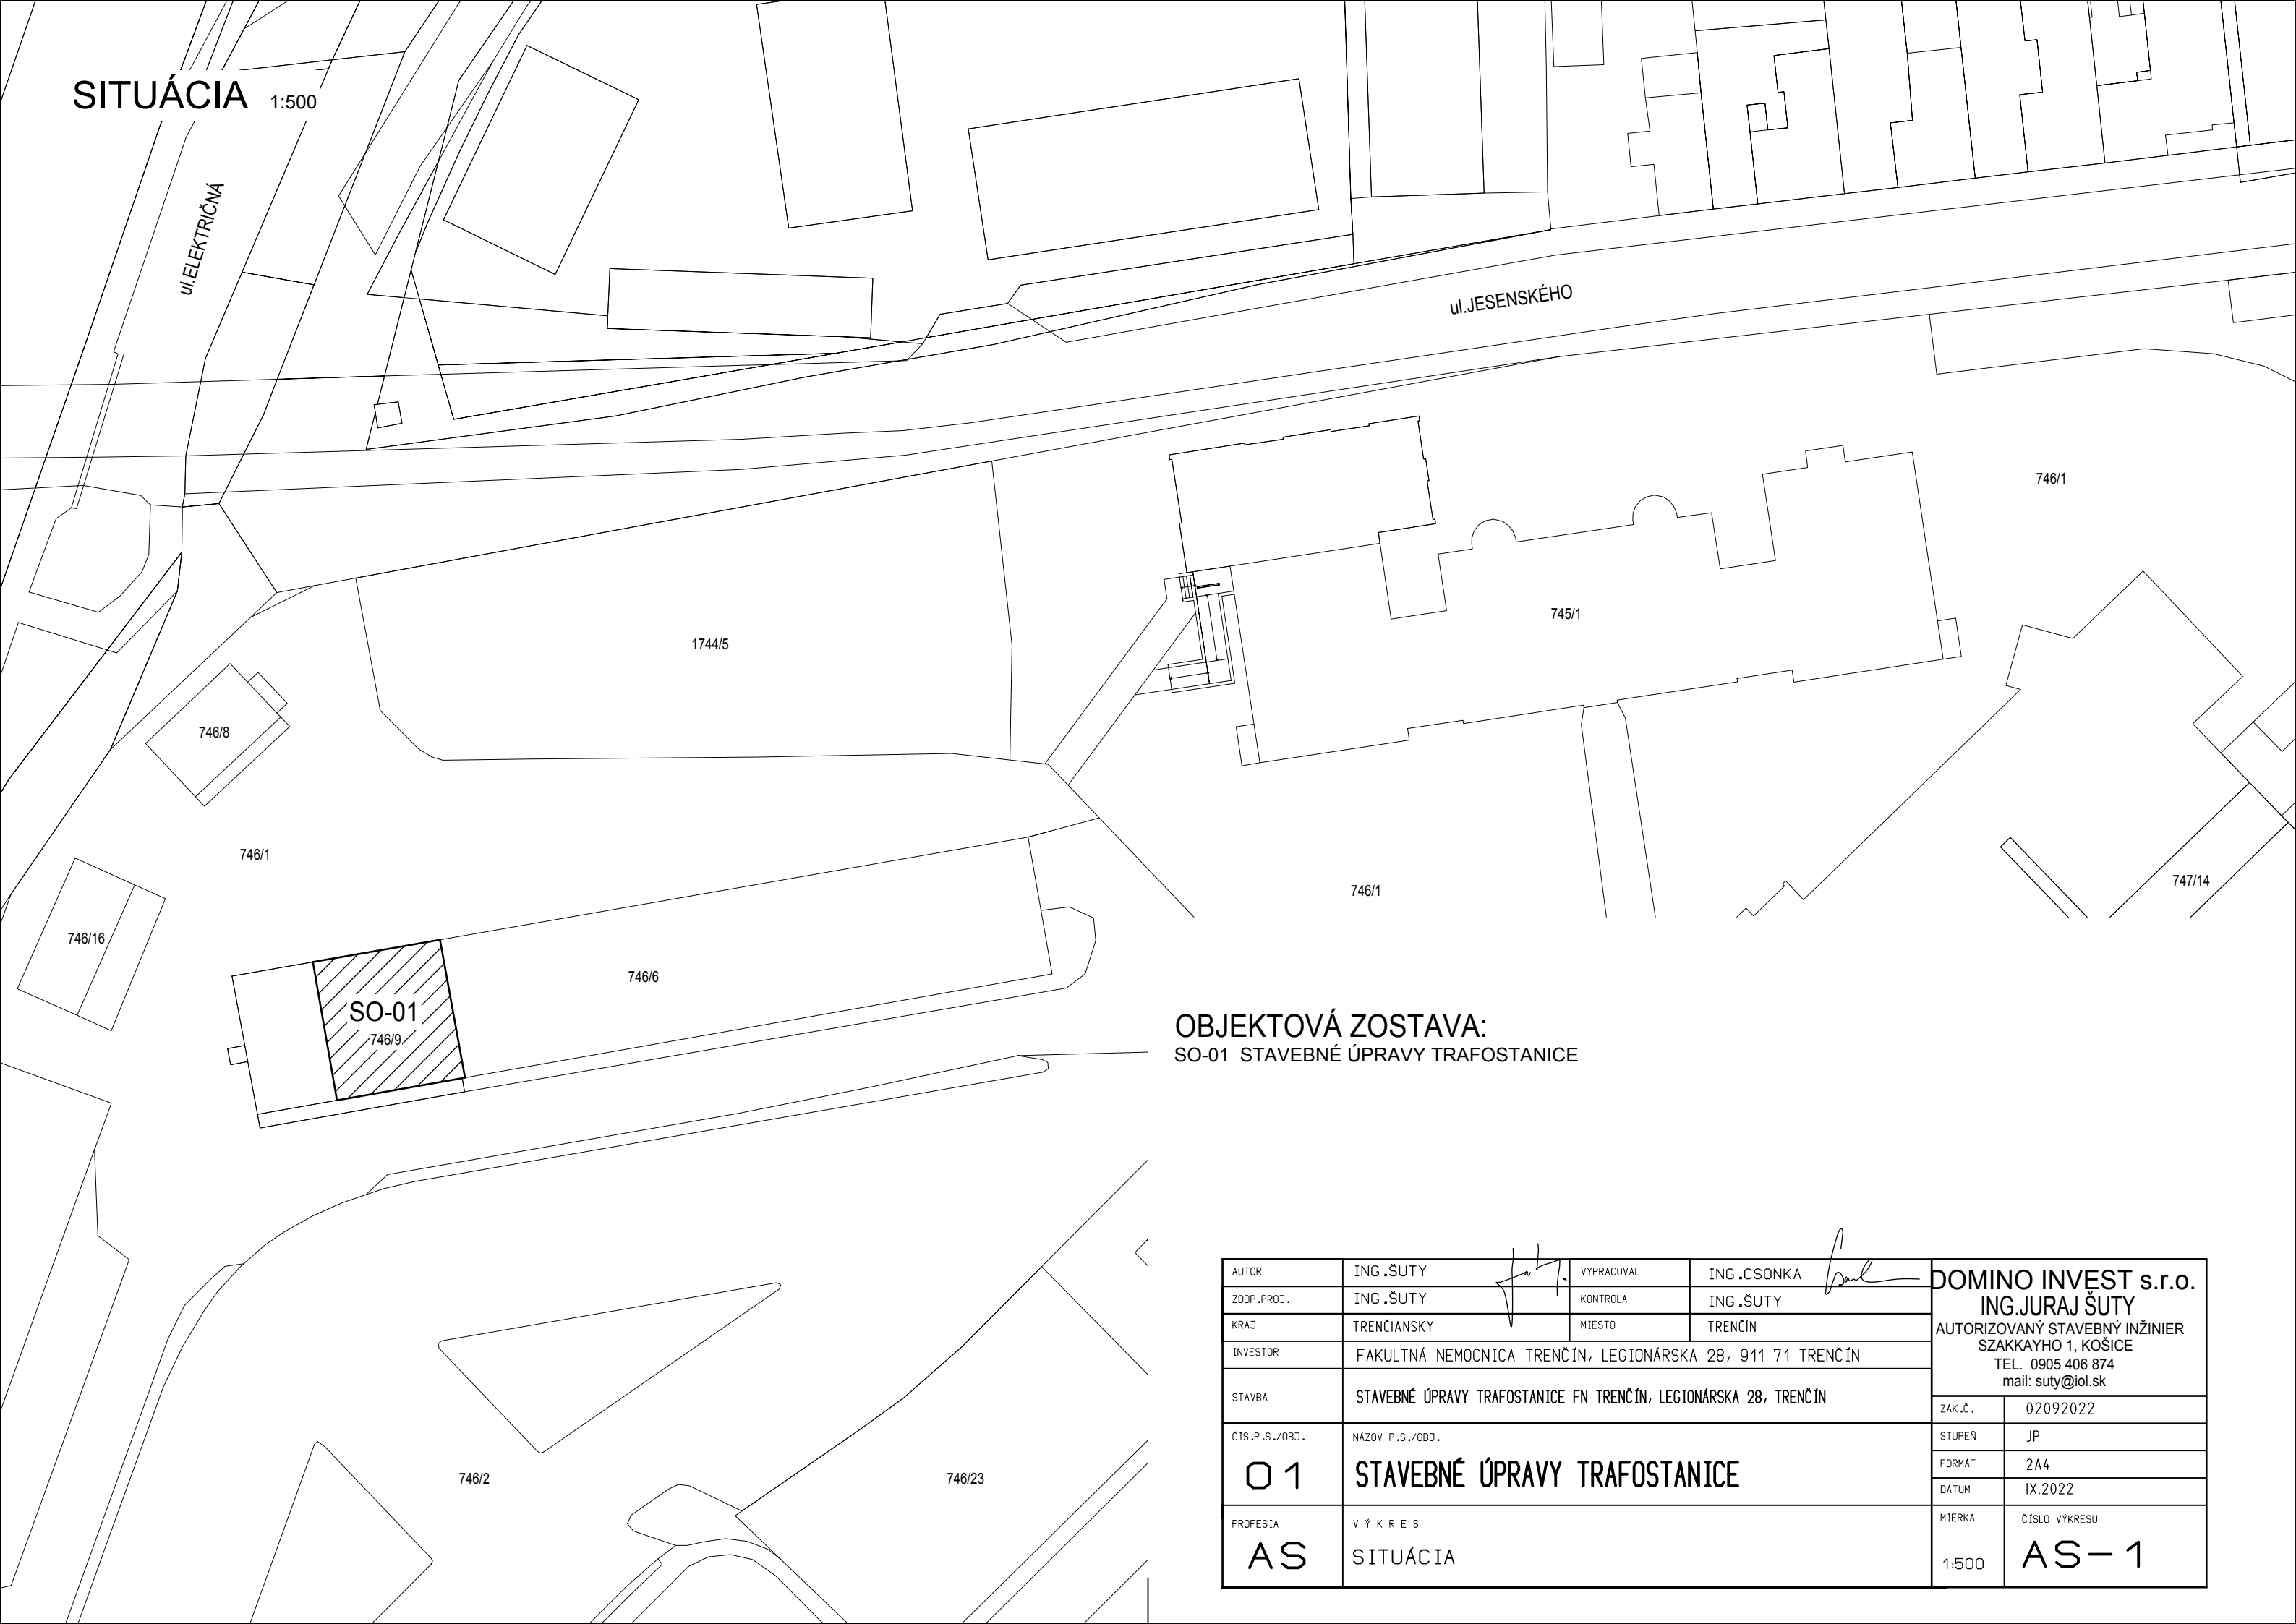 SITUÁCIA 1:500
ul.ELEKTRIČNÁ
ul.JESENSKÉHO
746/1
745/1
1744/5
746/8
746/1
746/1
747/14
746/16
746/6
SO-01
746/9
OBJEKTOVÁ ZOSTAVA:
SO-01 STAVEBNÉ ÚPRAVY TRAFOSTANICE
746/2
746/23
AUTOR ING.ŠUTY VYPRACOVAL ING.CSONKA
ZODP.PROJ. ING.ŠUTY KONTROLA ING.ŠUTY
KRAJ TRENČIANSKY MIESTO TRENČÍN
INVESTOR FAKULTNÁ NEMOCNICA TRENČÍN, LEGIONÁRSKA 28, 911 71 TRENČÍN
STAVBA STAVEBNÉ ÚPRAVY TRAFOSTANICE FN TRENČÍN, LEGIONÁRSKA 28, TRENČÍN
ČÍS.P.S./OBJ. NÁZOV P.S./OBJ.
01 STAVEBNÉ ÚPRAVY TRAFOSTANICE
PROFESIA VÝKRES
AS SITUÁCIA
DOMINO INVEST s.r.o.
ING.JURAJ ŠUTY
AUTORIZOVANÝ STAVEBNÝ INŽINIER
SZAKKAYHO 1, KOŠICE
TEL. 0905 406 874
mail: suty@iol.sk
ZÁK.Č. 02092022
STUPEŇ JP
FORMÁT 2A4
DÁTUM IX.2022
MIERKA ČÍSLO VÝKRESU
1:500 AS-1